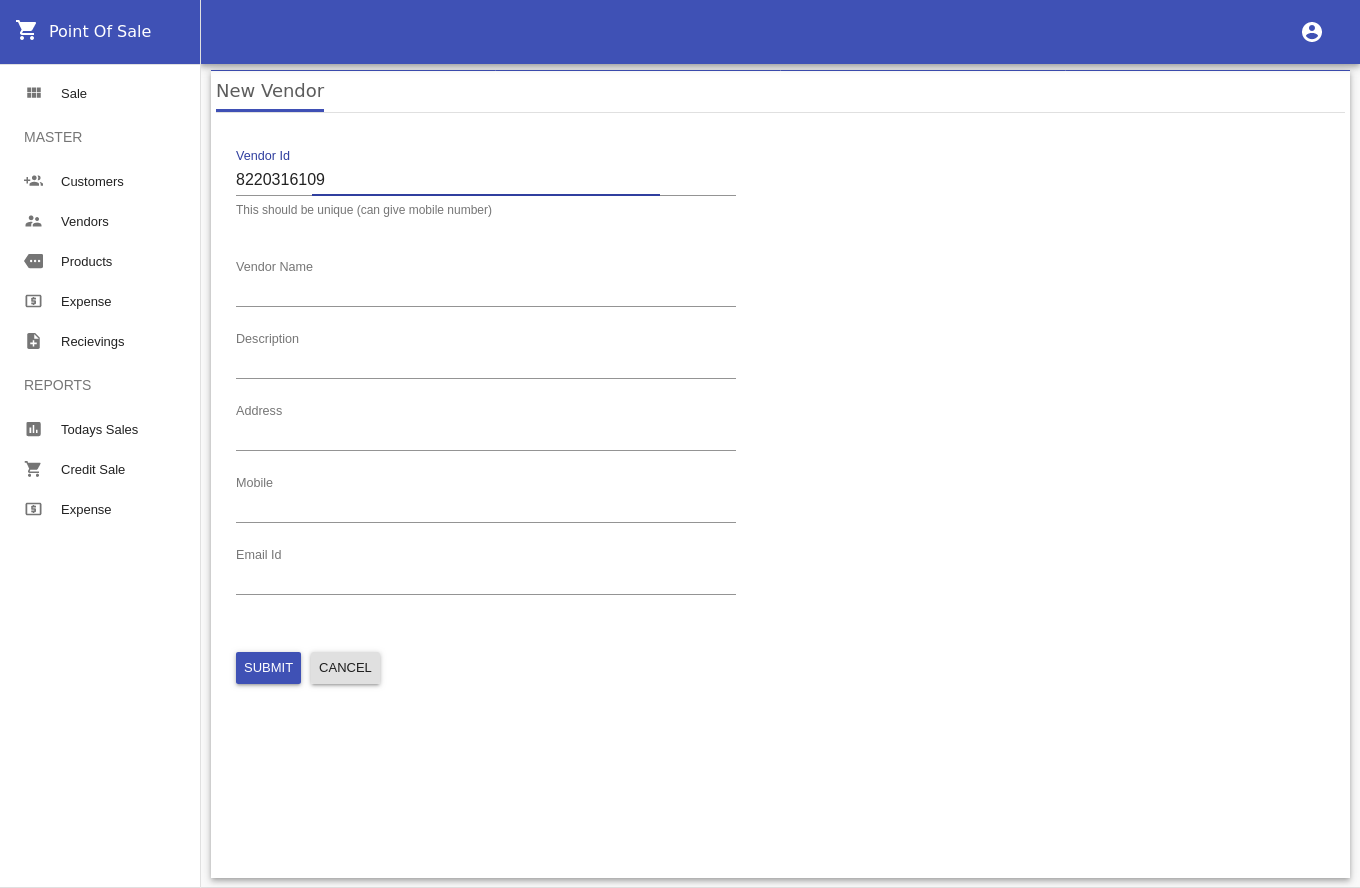 Point Of Sale
Sale
MASTER
Customers
Vendors
Products
Expense
Recievings
REPORTS
Todays Sales
Credit Sale
Expense
New Vendor
Vendor Id
8220316109
This should be unique (can give mobile number)
Vendor Name
Description
Address
Mobile
Email Id
SUBMIT CANCEL